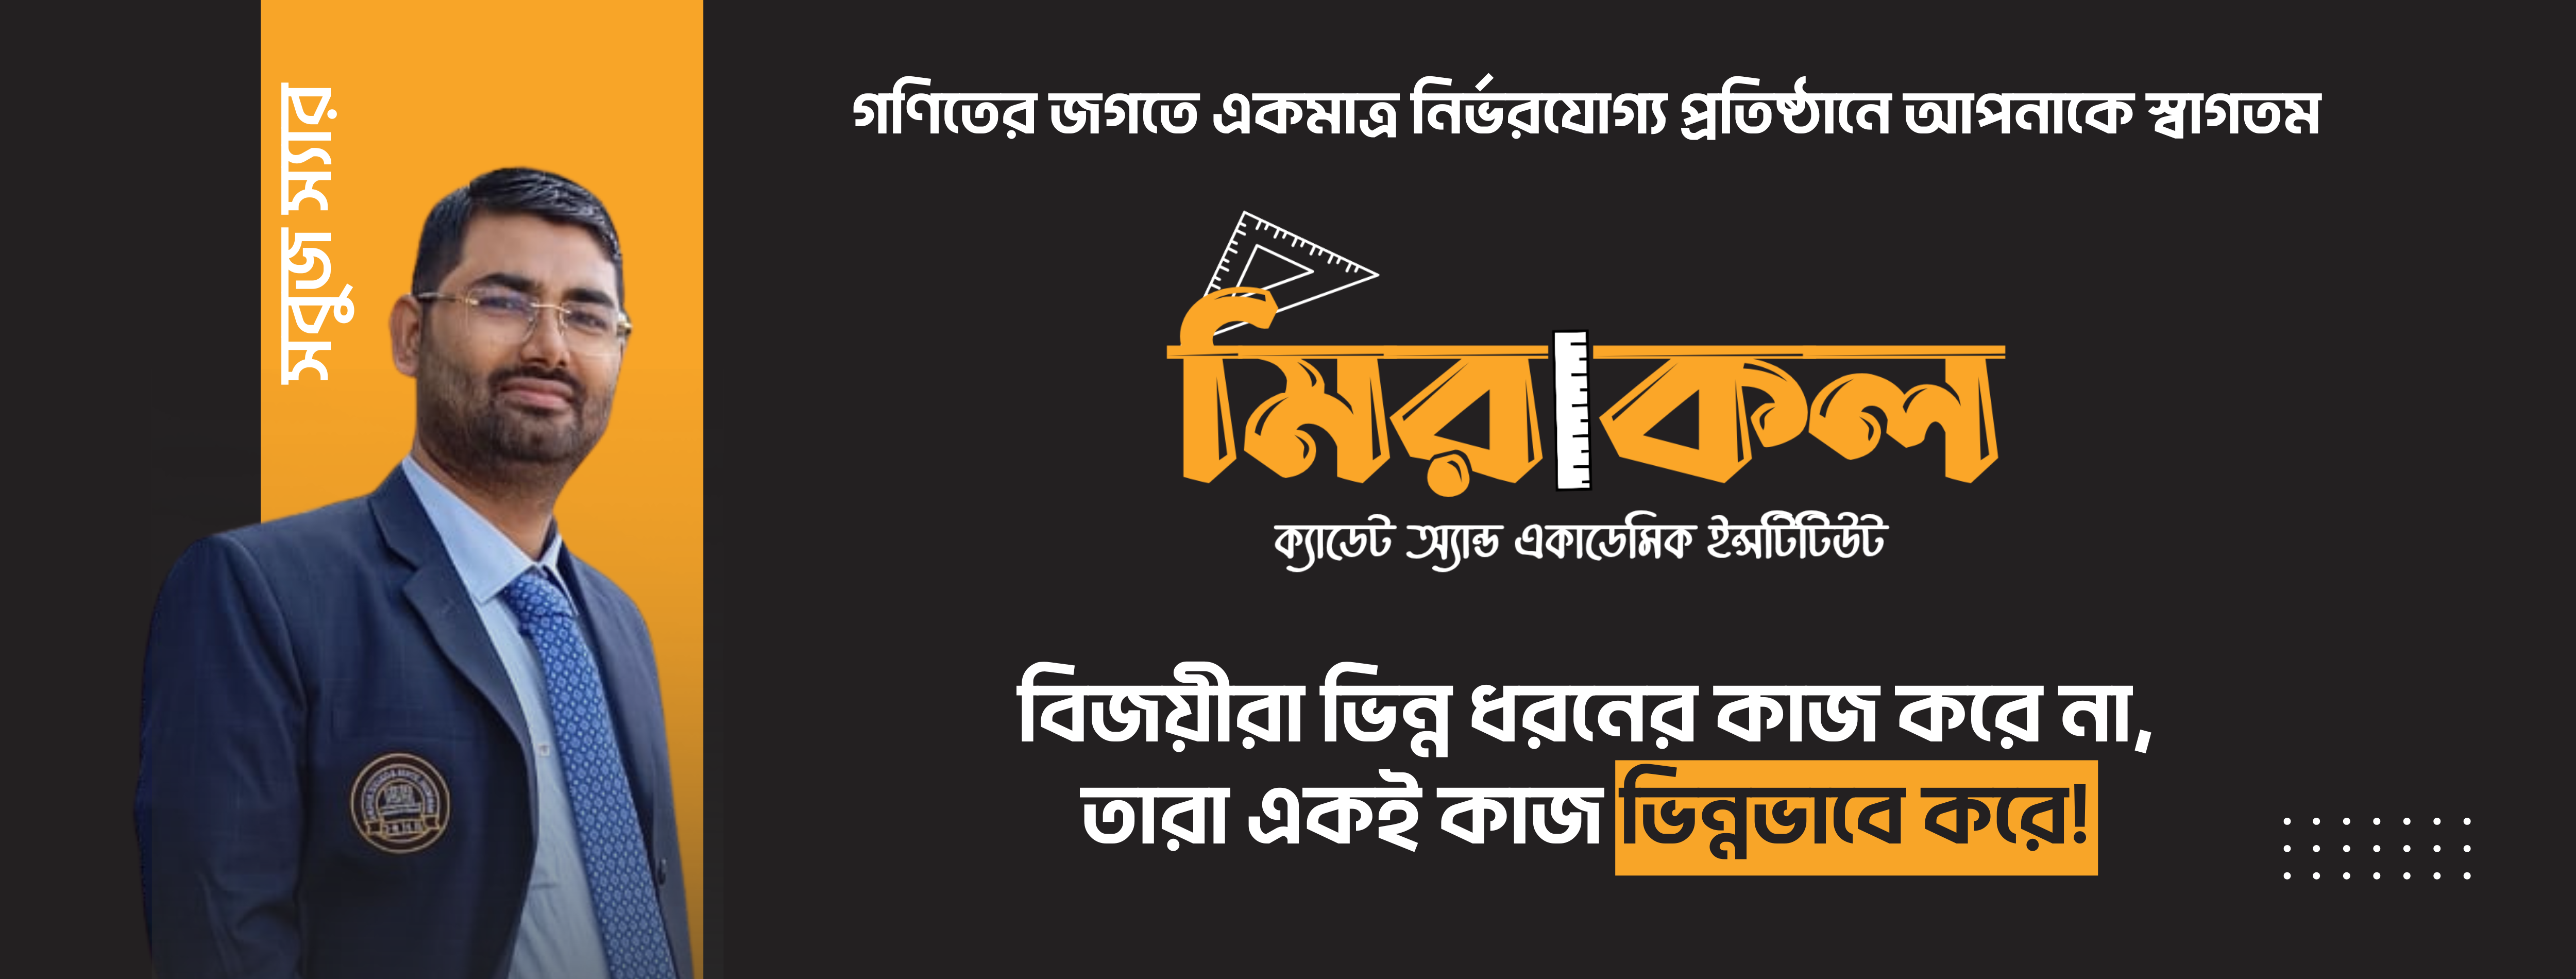 সবুজ স্যার
গণিতের জগতে একমাত্র নির্ভরযোগ্য প্রতিষ্ঠানে আপনাকে স্বাগতম
মিরাকল
ক্যাডেট অ্যান্ড একাডেমিক ইন্সটিটিউট
বিজয়ীরা ভিন্ন ধরনের কাজ করে না,
তারা একই কাজ ভিন্নভাবে করে!